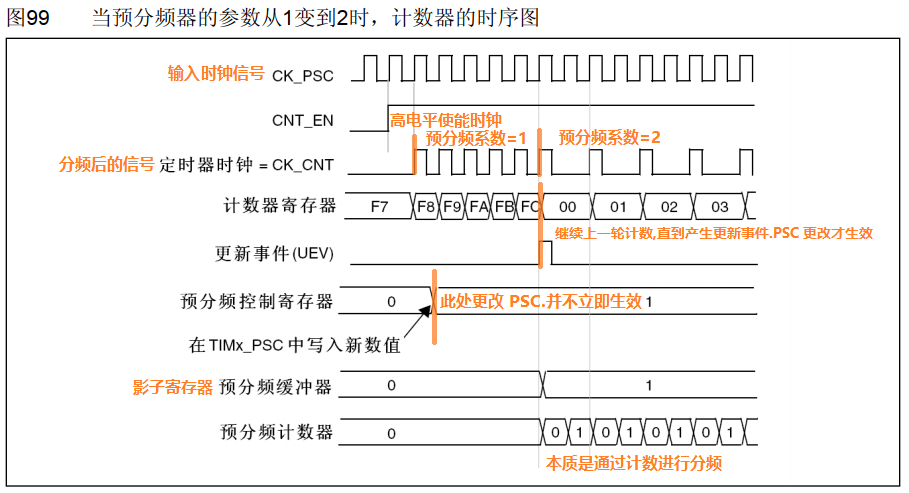 图99 当预分频器的参数从1变到2时，计数器的时序图
输入时钟信号 CK_PSC
CNT_EN
高电平使能时钟
预分频系数=1 预分频系数=2
分频后的信号 定时器时钟 = CK_CNT
计数器寄存器 F7 F8 F9 FA FB FC 00 01 02 03
继续上一轮计数,直到产生更新事件.PSC 更改才生效
更新事件(UEV)
预分频控制寄存器 0 此处更改 PSC.并不立即生效 1
在TIMx_PSC中写入新数值
影子寄存器 预分频缓冲器 0 1
预分频计数器 0 0 1 0 1 0 1 0 1
本质是通过计数进行分频